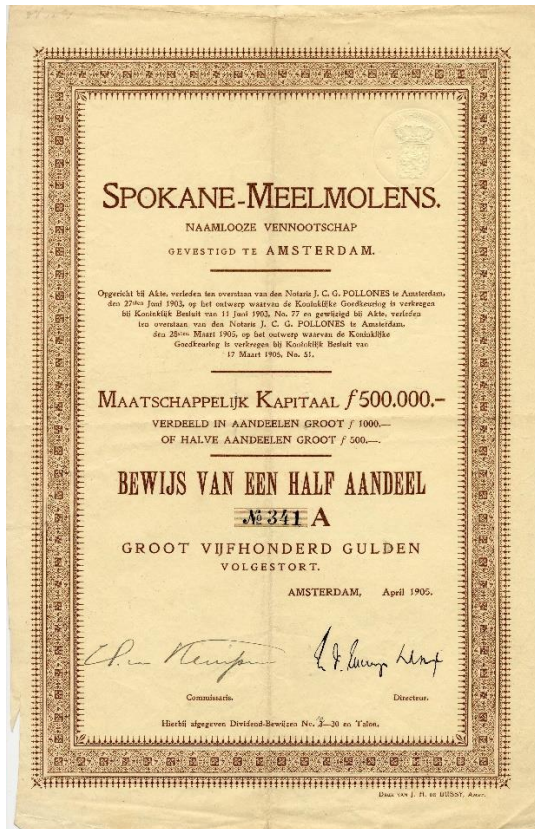 SPOKANE-MEELMOLENS.
NAAMLOOZE VENNOOTSCHAP
GEVESTIGD TE AMSTERDAM.
Opgericht bij Akte, verleden ten overstaan van den Notaris J. C. G. POLLONES te Amsterdam,
den 27sten Juni 1903, op het ontwerp waarvan de Koninklijke Goedkeuring is verkregen
bij Koninklijk Besluit van 11 Juni 1903, No. 77 en gewijzigd bij Akte, verleden
ten overstaan van den Notaris J. C. G. POLLONES te Amsterdam,
den 28sten Maart 1905, op het ontwerp waarvan de Koninklijke
Goedkeuring is verkregen bij Koninklijk Besluit van
17 Maart 1905, No. 51.
MAATSCHAPPELIJK KAPITAAL f 500.000.-
VERDEELD IN AANDEELEN GROOT f 1000.—
OF HALVE AANDEELEN GROOT f 500.—.
BEWIJS VAN EEN HALF AANDEEL
No 341 A
GROOT VIJFHONDERD GULDEN
VOLGESTORT.
AMSTERDAM, April 1905.
Commissaris. Directeur.
Hierbij afgegeven Dividend-Bewijzen No. 3—20 en Talon.
Druk van J. H. de BUSSY, Amst.